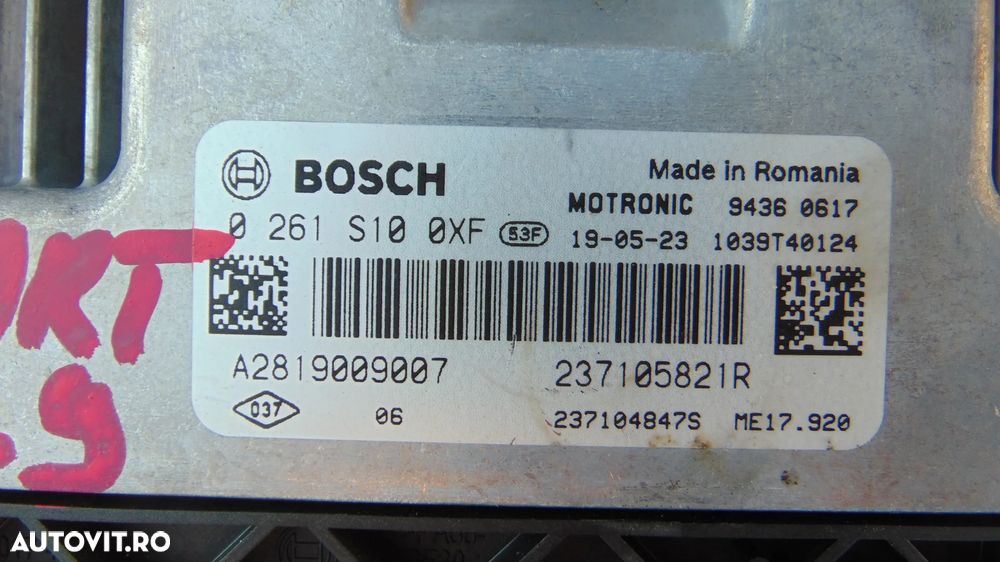 BOSCH
Made in Romania
MOTRONIC 9436 0617
0 261 S10 0XF 53F 19-05-23 1039T40124
A2819009007 237105821R
037 06 237104847S ME17.920
AUTOVIT.RO